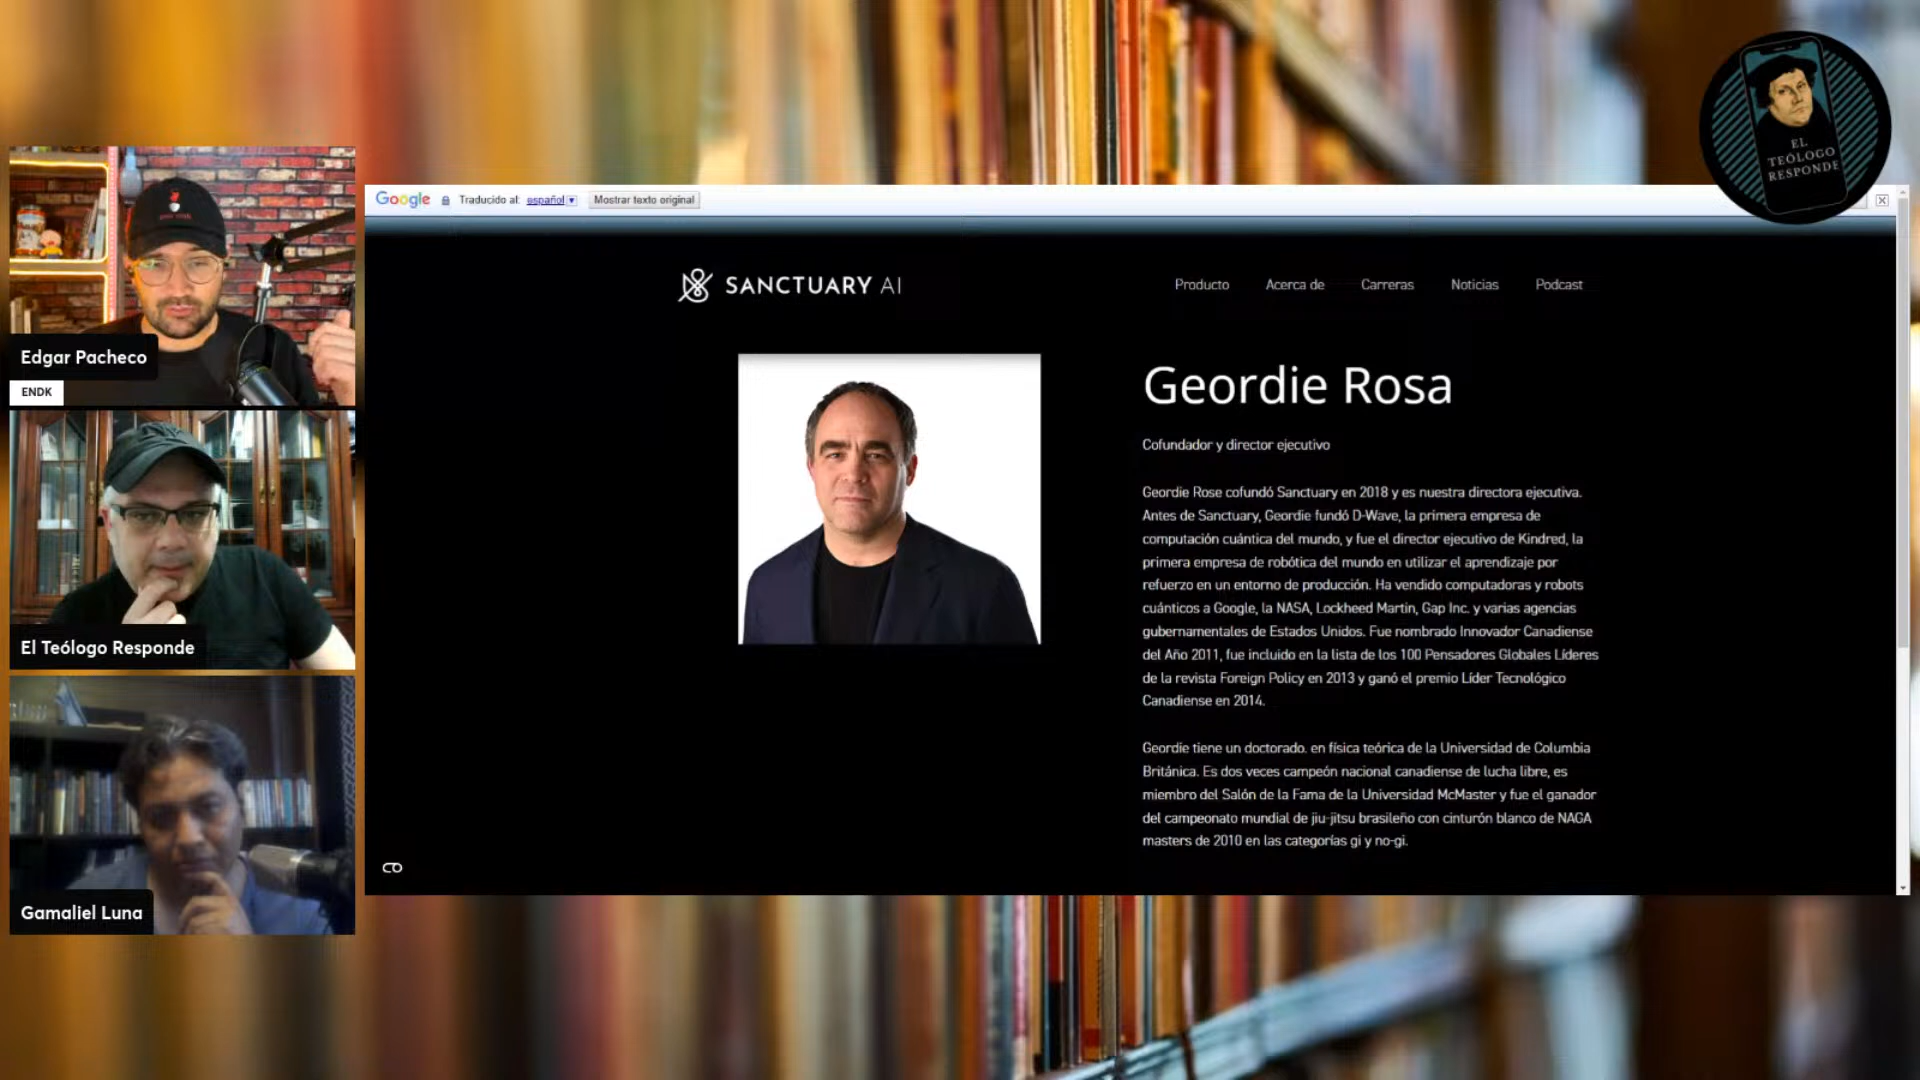 EL
TEÓLOGO
RESPONDE
Google Traducido al: español Mostrar texto original
SANCTUARY AI
Producto Acerca de Carreras Noticias Podcast
Edgar Pacheco
ENDK
El Teólogo Responde
Gamaliel Luna
Geordie Rosa
Cofundador y director ejecutivo
Geordie Rose cofundó Sanctuary en 2018 y es nuestra directora ejecutiva.
Antes de Sanctuary, Geordie fundó D-Wave, la primera empresa de
computación cuántica del mundo, y fue el director ejecutivo de Kindred, la
primera empresa de robótica del mundo en utilizar el aprendizaje por
refuerzo en un entorno de producción. Ha vendido computadoras y robots
cuánticos a Google, la NASA, Lockheed Martin, Gap Inc. y varias agencias
gubernamentales de Estados Unidos. Fue nombrado Innovador Canadiense
del Año 2011, fue incluido en la lista de los 100 Pensadores Globales Líderes
de la revista Foreign Policy en 2013 y ganó el premio Líder Tecnológico
Canadiense en 2014.
Geordie tiene un doctorado. en física teórica de la Universidad de Columbia
Británica. Es dos veces campeón nacional canadiense de lucha libre, es
miembro del Salón de la Fama de la Universidad McMaster y fue el ganador
del campeonato mundial de jiu-jitsu brasileño con cinturón blanco de NAGA
masters de 2010 en las categorías gi y no-gi.